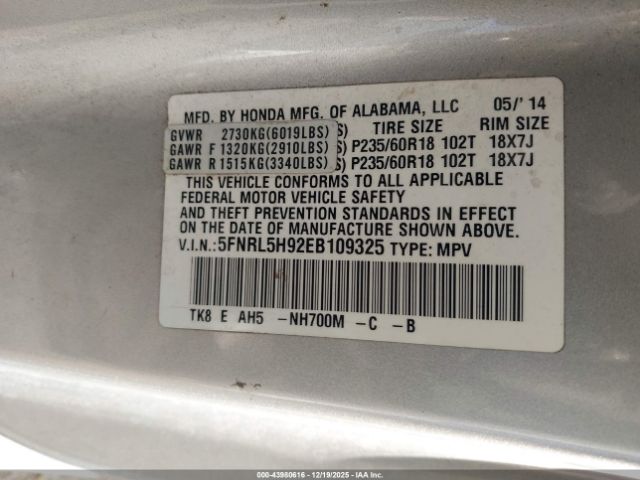 MFD. BY HONDA MFG. OF ALABAMA, LLC 05/' 14
TIRE SIZE RIM SIZE
GVWR 2730KG(6019LBS)
GAWR F 1320KG(2910LBS) S) P235/60R18 102T 18X7J
GAWR R 1515KG(3340LBS) S) P235/60R18 102T 18X7J
THIS VEHICLE CONFORMS TO ALL APPLICABLE
FEDERAL MOTOR VEHICLE SAFETY
AND THEFT PREVENTION STANDARDS IN EFFECT
ON THE DATE OF MANUFACTURE SHOWN ABOVE.
V.I.N.: 5FNRL5H92EB109325 TYPE: MPV
TK8 E AH5 -NH700M -C -B
000-43980616 - 12/19/2025 - IAA, Inc.